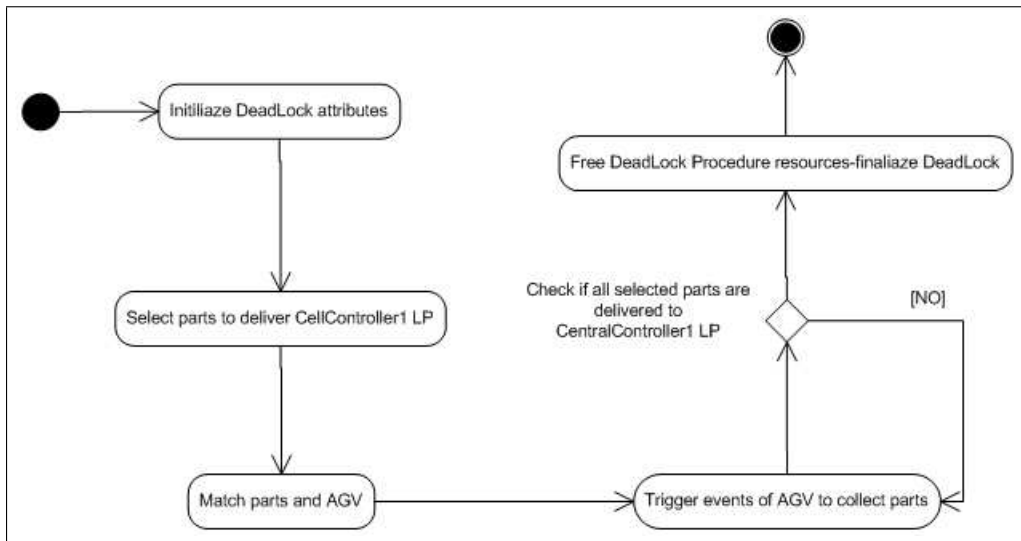 Initiliaze DeadLock attributes
Select parts to deliver CellController1 LP
Match parts and AGV
Trigger events of AGV to collect parts
Check if all selected parts are
delivered to
CentralController1 LP
[NO]
Free DeadLock Procedure resources-finaliaze DeadLock